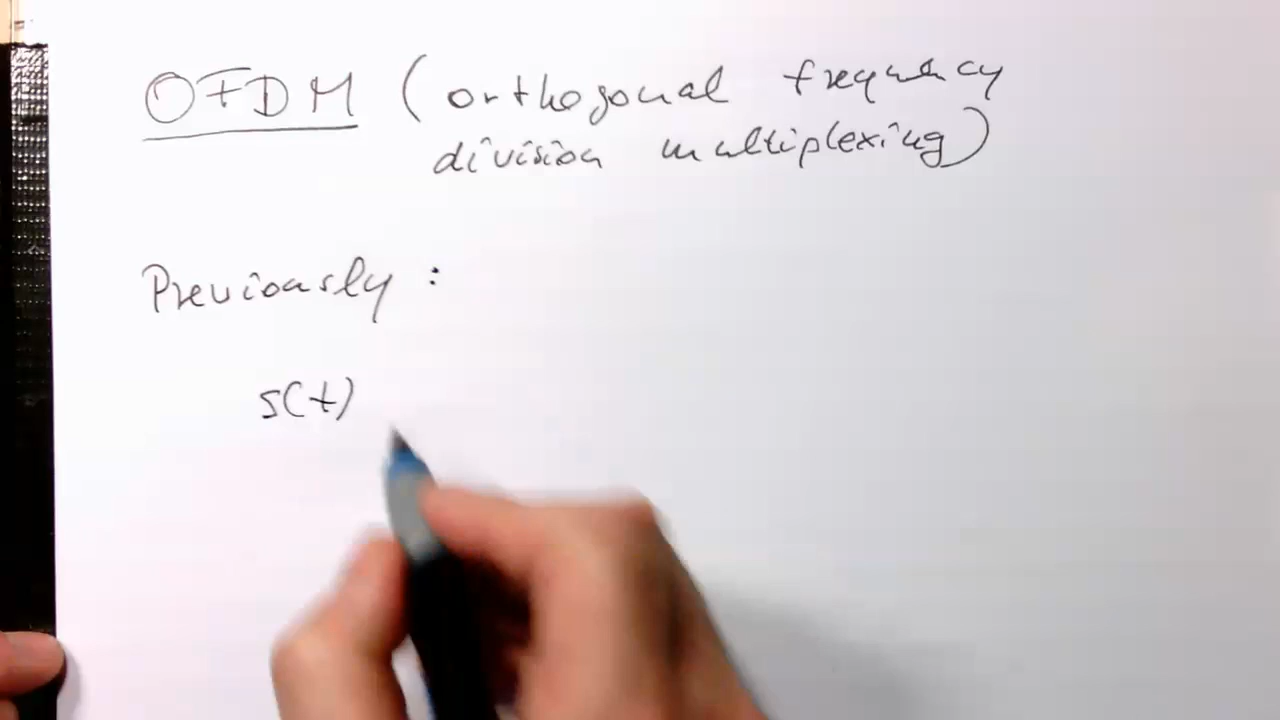 OFDM (orthogonal frequency
division multiplexing)
Previously :
s(t)